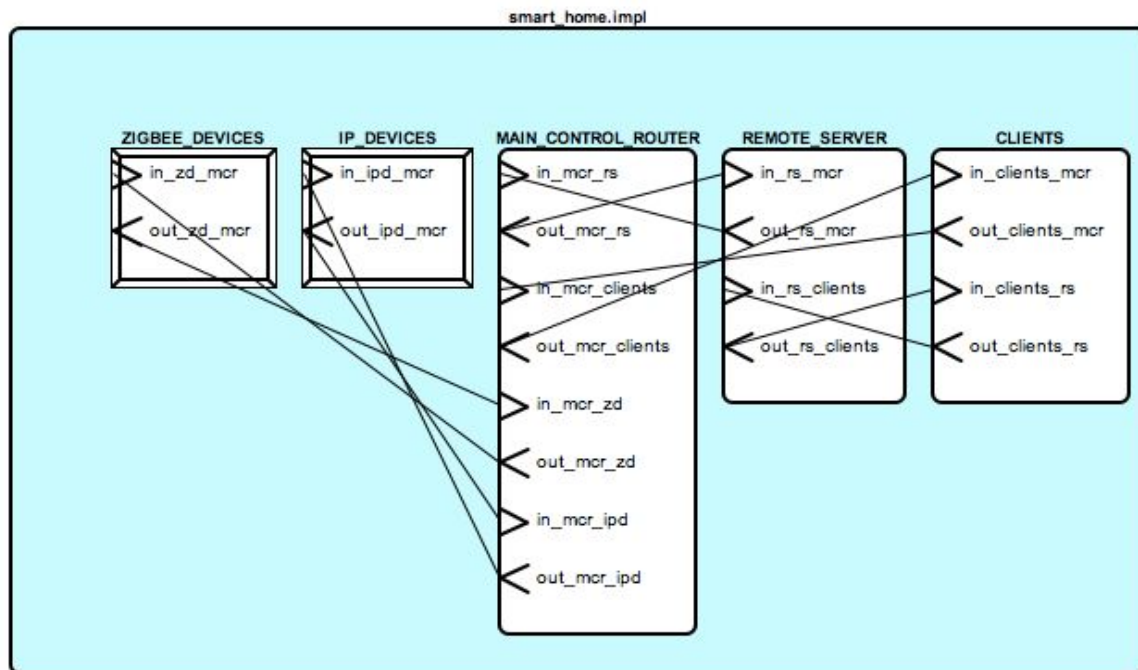 smart_home.impl
ZIGBEE_DEVICES
in_zd_mcr
out_zd_mcr
IP_DEVICES
in_ipd_mcr
out_ipd_mcr
MAIN_CONTROL_ROUTER
in_mcr_rs
out_mcr_rs
in_mcr_clients
out_mcr_clients
in_mcr_zd
out_mcr_zd
in_mcr_ipd
out_mcr_ipd
REMOTE_SERVER
in_rs_mcr
out_rs_mcr
in_rs_clients
out_rs_clients
CLIENTS
in_clients_mcr
out_clients_mcr
in_clients_rs
out_clients_rs